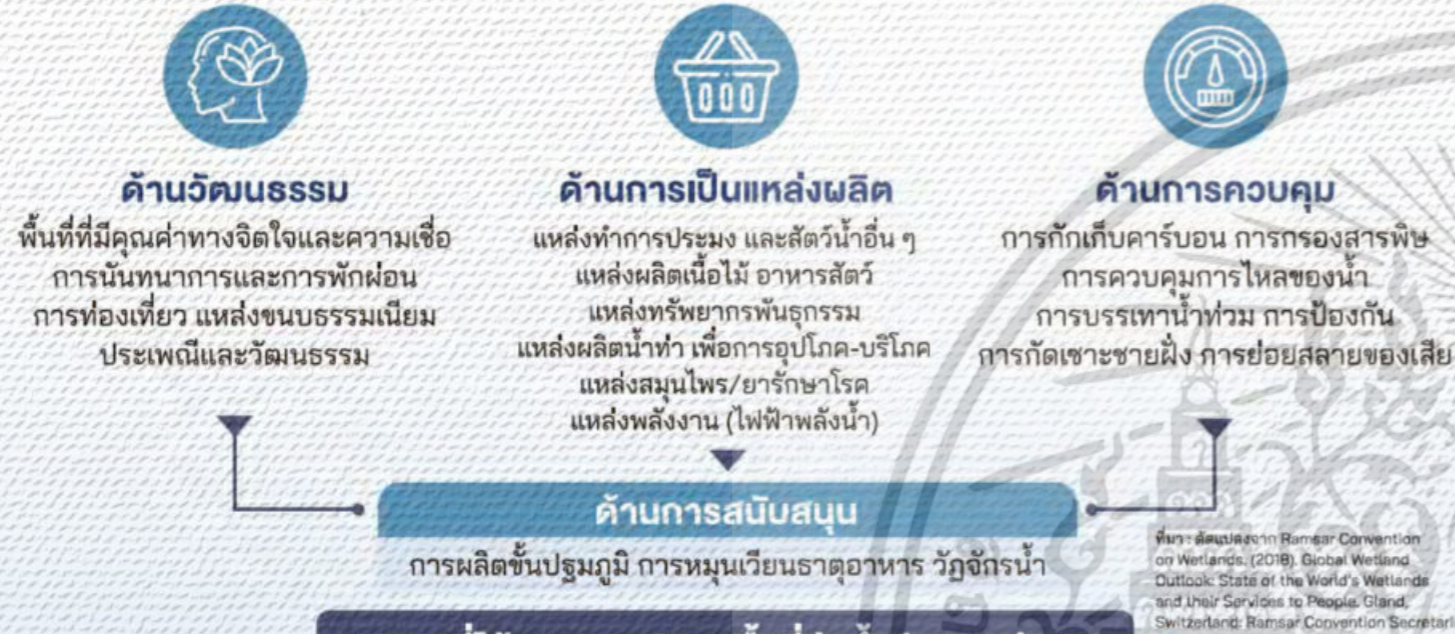 ด้านวัฒนธรรม
พื้นที่ที่มีคุณค่าทางจิตใจและความเชื่อ
การนันทนาการและการพักผ่อน
การท่องเที่ยว แหล่งขนบธรรมเนียม
ประเพณีและวัฒนธรรม
ด้านการเป็นแหล่งผลิต
แหล่งทำการประมง และสัตว์น้ำอื่น ๆ
แหล่งผลิตเนื้อไม้ อาหารสัตว์
แหล่งทรัพยากรพันธุกรรม
แหล่งผลิตน้ำท่า เพื่อการอุปโภค-บริโภค
แหล่งสมุนไพร/ยารักษาโรค
แหล่งพลังงาน (ไฟฟ้าพลังน้ำ)
ด้านการควบคุม
การกักเก็บคาร์บอน การกรองสารพิษ
การควบคุมการไหลของน้ำ
การบรรเทาน้ำท่วม การป้องกัน
การกัดเซาะชายฝั่ง การย่อยสลายของเสีย
ด้านการสนับสนุน
การผลิตขั้นปฐมภูมิ การหมุนเวียนธาตุอาหาร วัฏจักรน้ำ
ที่มา : ดัดแปลงจาก Ramsar Convention
on Wetlands. (2018). Global Wetland
Outlook: State of the World's Wetlands
and their Services to People. Gland,
Switzerland: Ramsar Convention Secretar